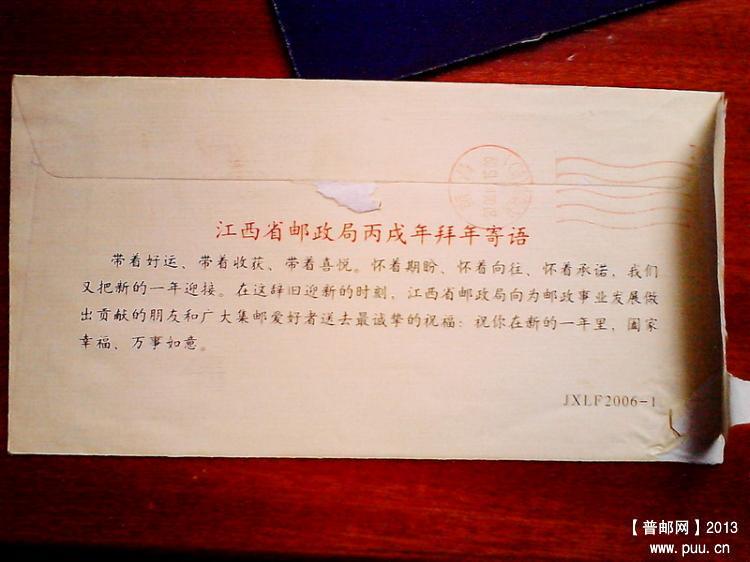 江西省邮政局丙戌年拜年寄语
带着好运、带着收获、带着喜悦。怀着期盼、怀着向往、怀着承诺，我们
又把新的一年迎接。在这辞旧迎新的时刻，江西省邮政局向为邮政事业发展做
出贡献的朋友和广大集邮爱好者送去最诚挚的祝福：祝你在新的一年里，阖家
幸福、万事如意。
JXLF2006-1
【普邮网】2013
www.puu.cn